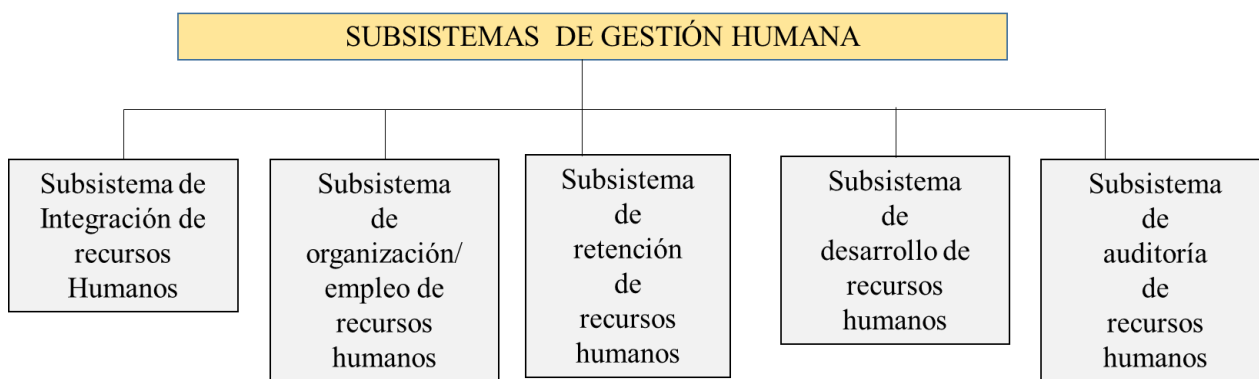 SUBSISTEMAS DE GESTIÓN HUMANA
Subsistema de
Integración de
recursos
Humanos
Subsistema
de
organización/
empleo de
recursos
humanos
Subsistema
de
retención
de
recursos
humanos
Subsistema
de
desarrollo de
recursos
humanos
Subsistema
de
auditoría
de
recursos
humanos